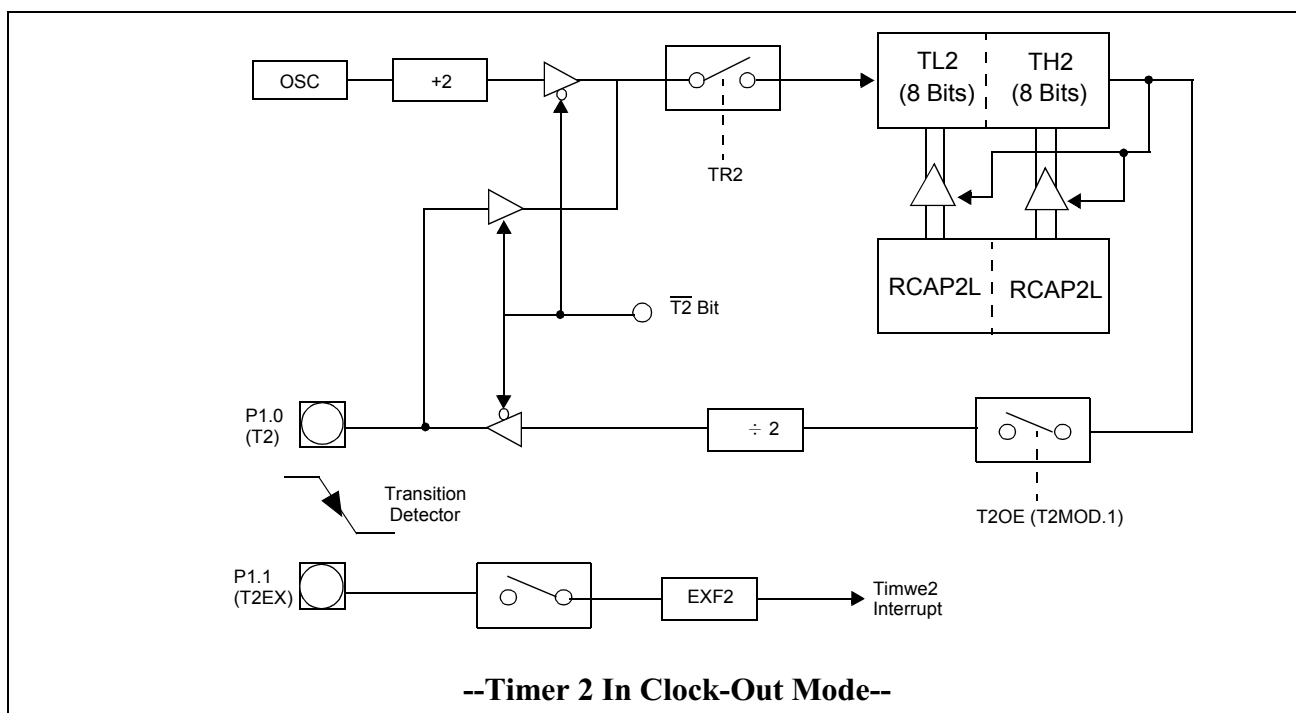 OSC
+2
TR2
TL2
(8 Bits)
TH2
(8 Bits)
RCAP2L
RCAP2L
T2 Bit
P1.0
(T2)
÷ 2
T2OE (T2MOD.1)
Transition
Detector
P1.1
(T2EX)
EXF2
Timwe2
Interrupt
--Timer 2 In Clock-Out Mode--